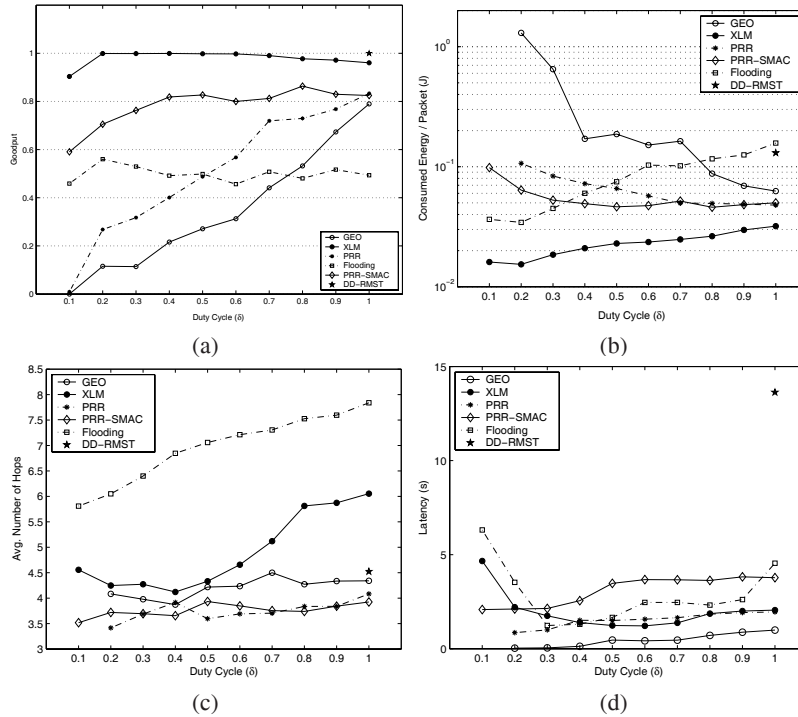 Goodput
1
0.8
0.6
0.4
0.2
0
0.1 0.2 0.3 0.4 0.5 0.6 0.7 0.8 0.9 1
Duty Cycle (δ)
GEO
XLM
PRR
Flooding
PRR-SMAC
DD-RMST
(a)
Consumed Energy / Packet (J)
10^0
10^-1
10^-2
0.1 0.2 0.3 0.4 0.5 0.6 0.7 0.8 0.9 1
Duty Cycle (δ)
GEO
XLM
PRR
PRR-SMAC
Flooding
DD-RMST
(b)
Avg. Number of Hops
8.5
8
7.5
7
6.5
6
5.5
5
4.5
4
3.5
3
0.1 0.2 0.3 0.4 0.5 0.6 0.7 0.8 0.9 1
Duty Cycle (δ)
GEO
XLM
PRR
PRR-SMAC
Flooding
DD-RMST
(c)
Latency (s)
15
10
5
0
0.1 0.2 0.3 0.4 0.5 0.6 0.7 0.8 0.9 1
Duty Cycle (δ)
GEO
XLM
PRR
PRR-SMAC
Flooding
DD-RMST
(d)